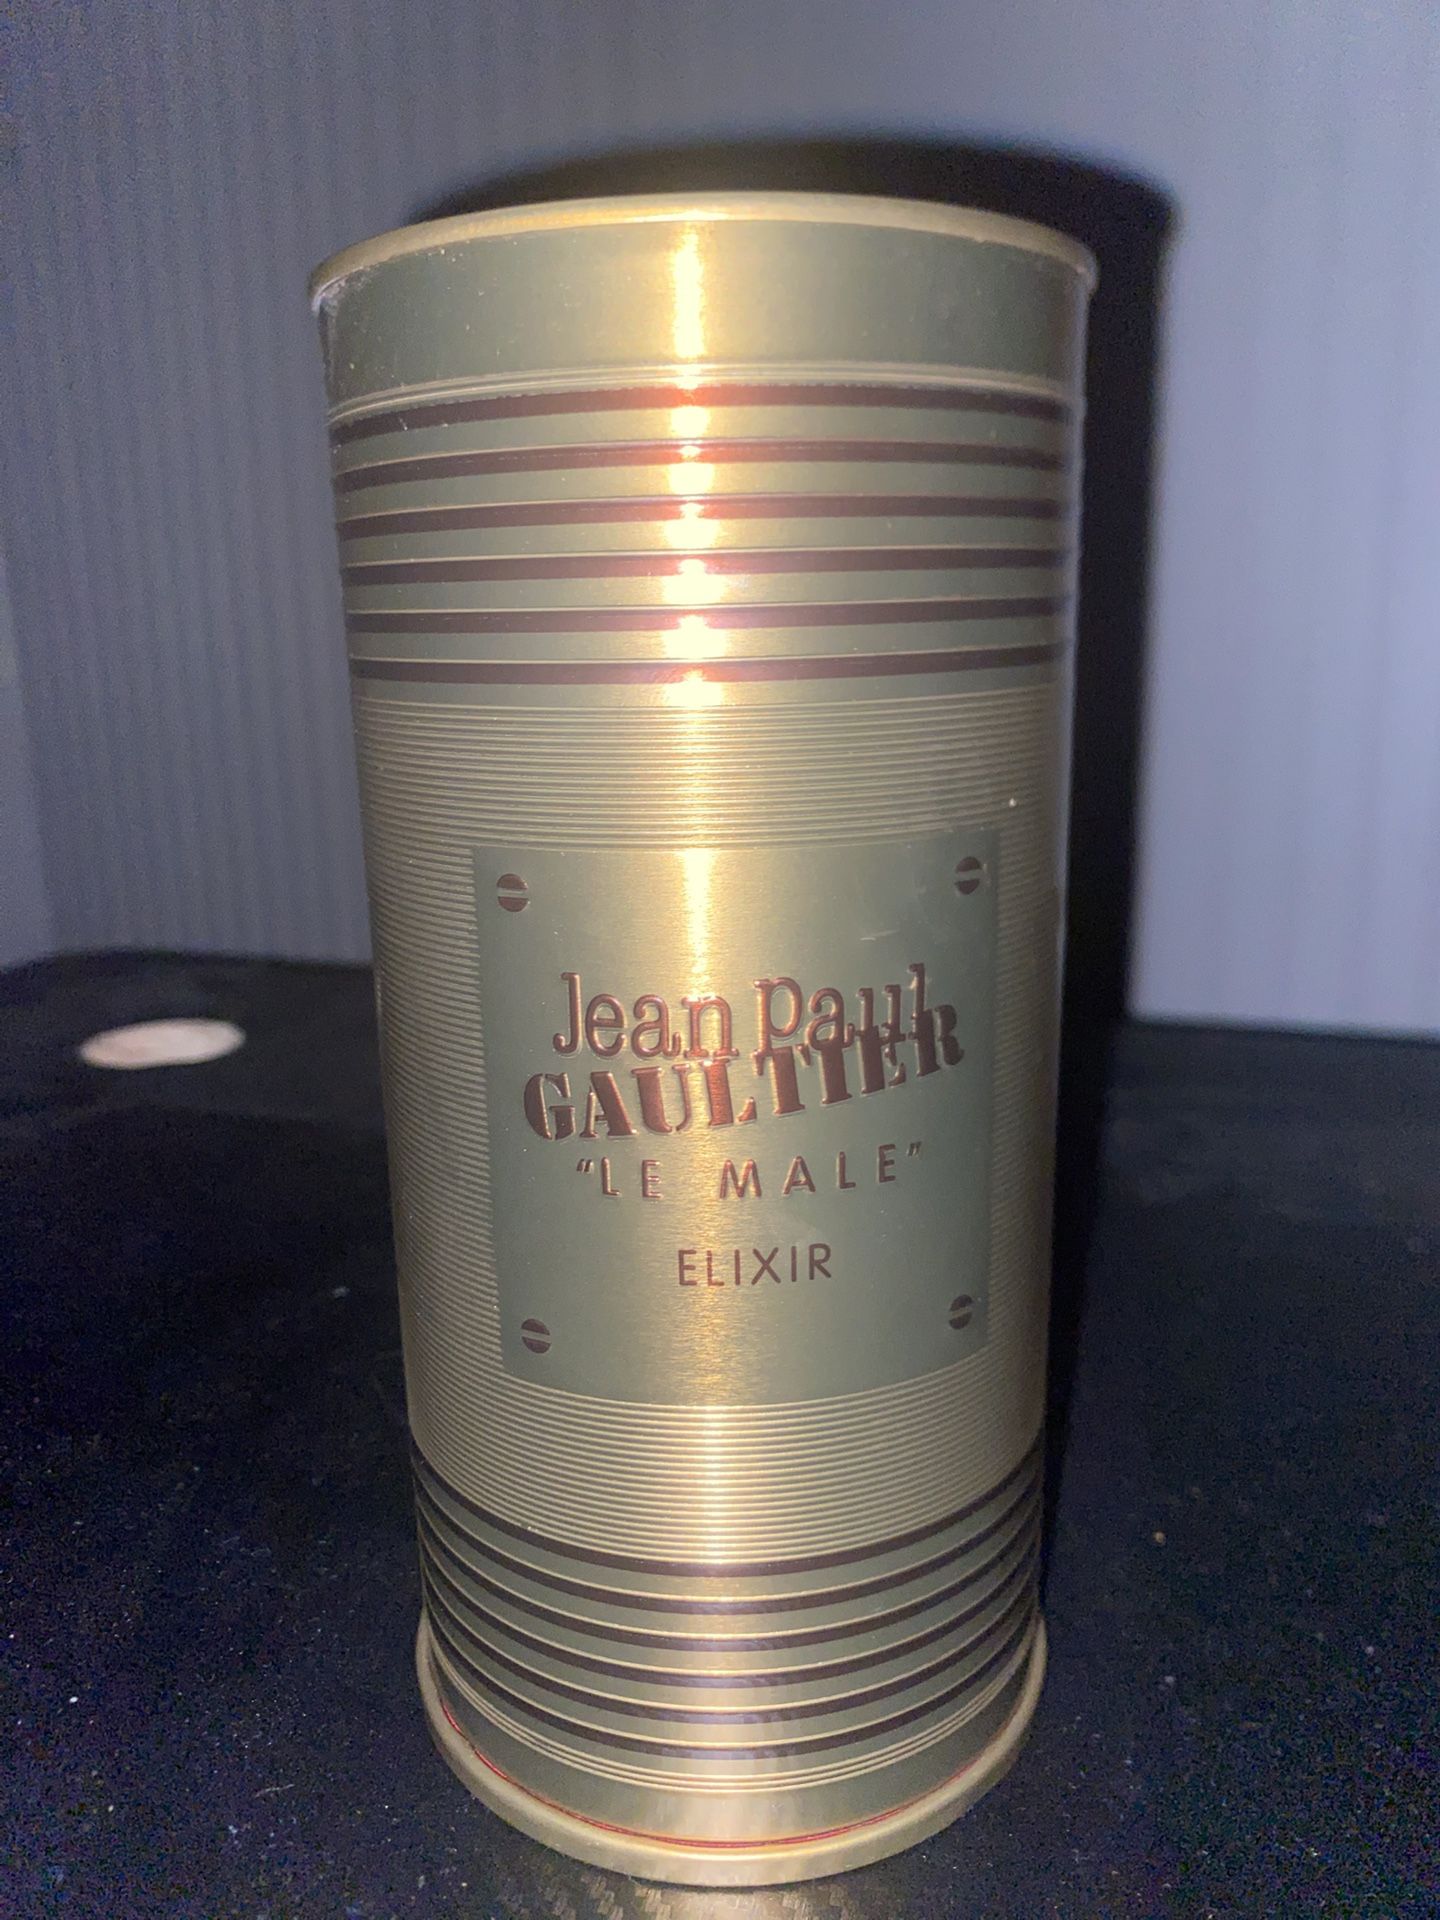 Jean Paul
GAULTIER
"LE MALE"
ELIXIR